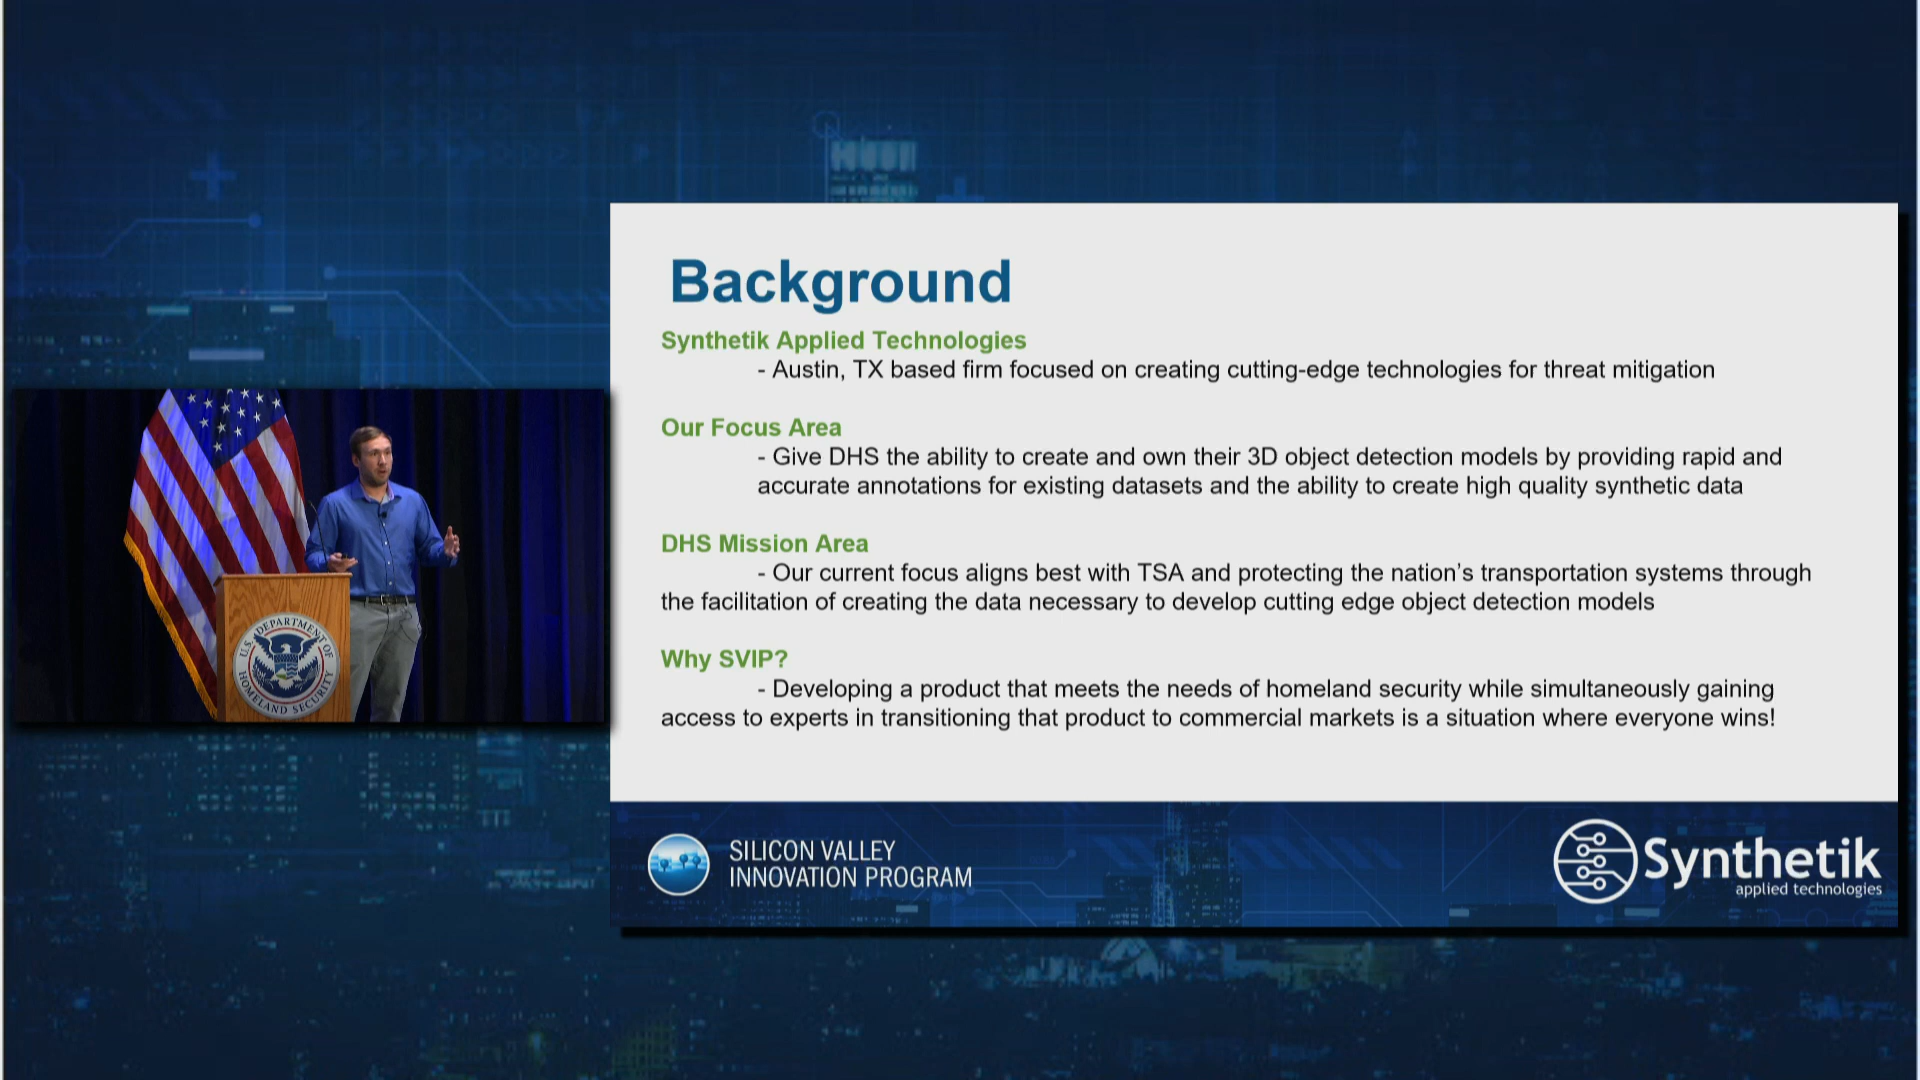 Background
Synthetik Applied Technologies
- Austin, TX based firm focused on creating cutting-edge technologies for threat mitigation
Our Focus Area
- Give DHS the ability to create and own their 3D object detection models by providing rapid and
accurate annotations for existing datasets and the ability to create high quality synthetic data
DHS Mission Area
- Our current focus aligns best with TSA and protecting the nation's transportation systems through
the facilitation of creating the data necessary to develop cutting edge object detection models
Why SVIP?
- Developing a product that meets the needs of homeland security while simultaneously gaining
access to experts in transitioning that product to commercial markets is a situation where everyone wins!
SILICON VALLEY
INNOVATION PROGRAM
Synthetik
applied technologies
U.S. DEPARTMENT OF
HOMELAND SECURITY